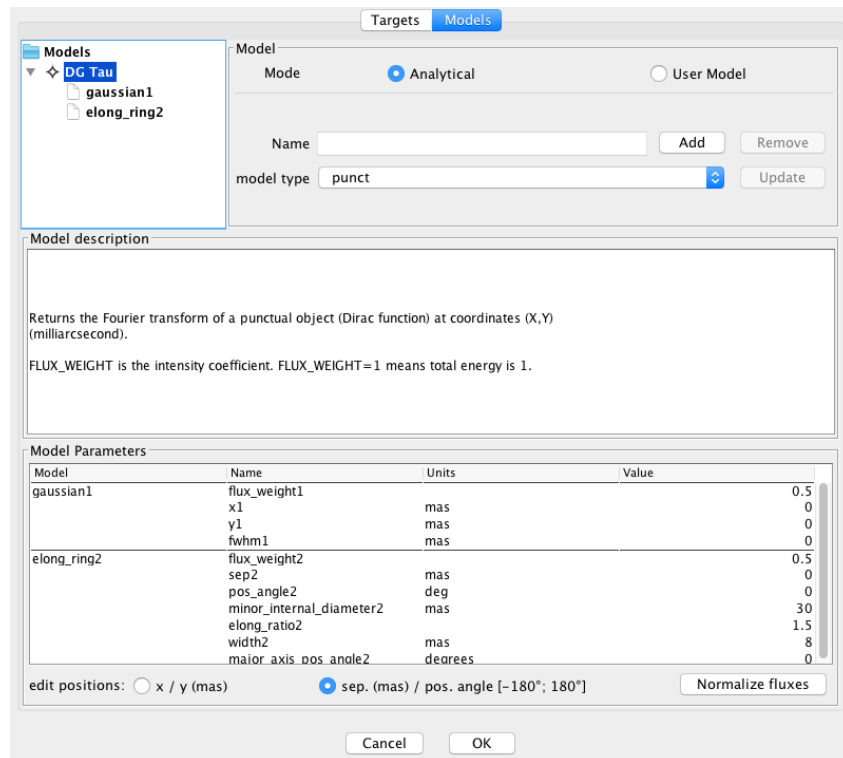 Targets Models
Models
DG Tau
gaussian1
elong_ring2
Model
Mode Analytical User Model
Name Add Remove
model type punct Update
Model description
Returns the Fourier transform of a punctual object (Dirac function) at coordinates (X,Y)
(milliarcsecond).
FLUX_WEIGHT is the intensity coefficient. FLUX_WEIGHT=1 means total energy is 1.
Model Parameters
Model Name Units Value
gaussian1 flux_weight1 0.5
x1 mas 0
y1 mas 0
fwhm1 mas 0
elong_ring2 flux_weight2 0.5
sep2 mas 0
pos_angle2 deg 0
minor_internal_diameter2 mas 30
elong_ratio2 1.5
width2 mas 8
major_axis_pos_angle2 degrees 0
edit positions: x / y (mas) sep. (mas) / pos. angle [-180°; 180°] Normalize fluxes
Cancel OK